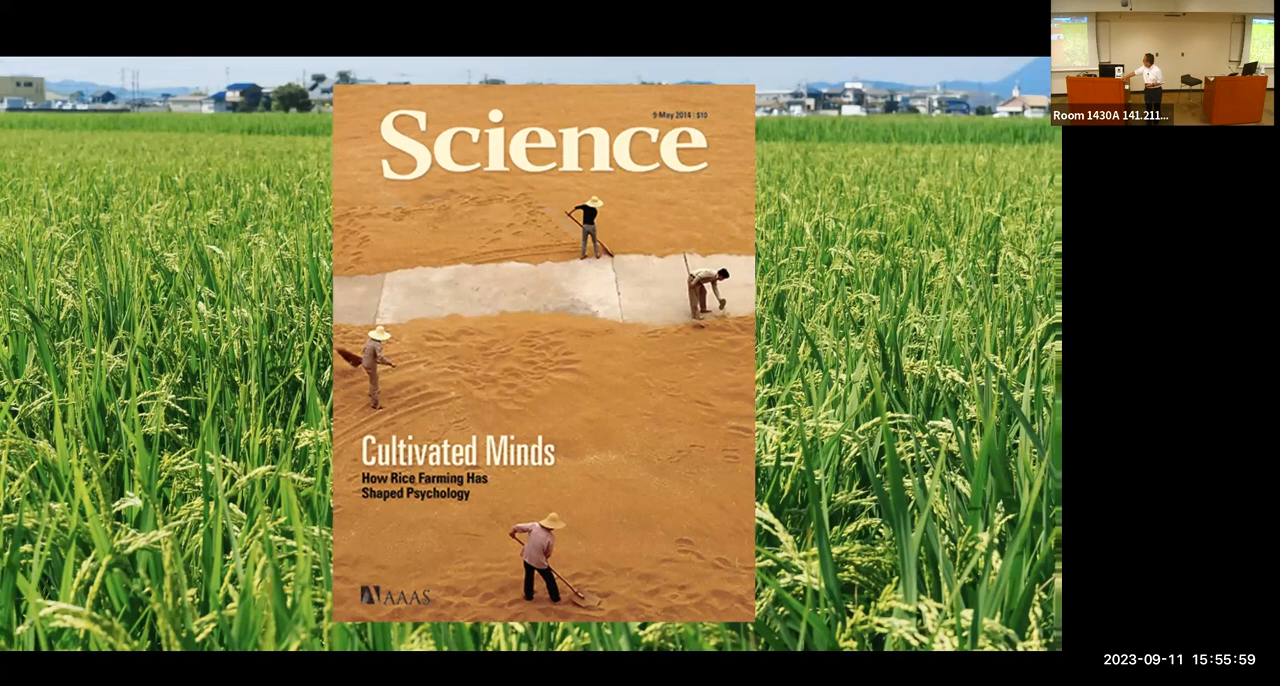 Science
9 May 2014 | $10
Cultivated Minds
How Rice Farming Has
Shaped Psychology
AAAS
Room 1430A 141.211...
2023-09-11 15:55:59